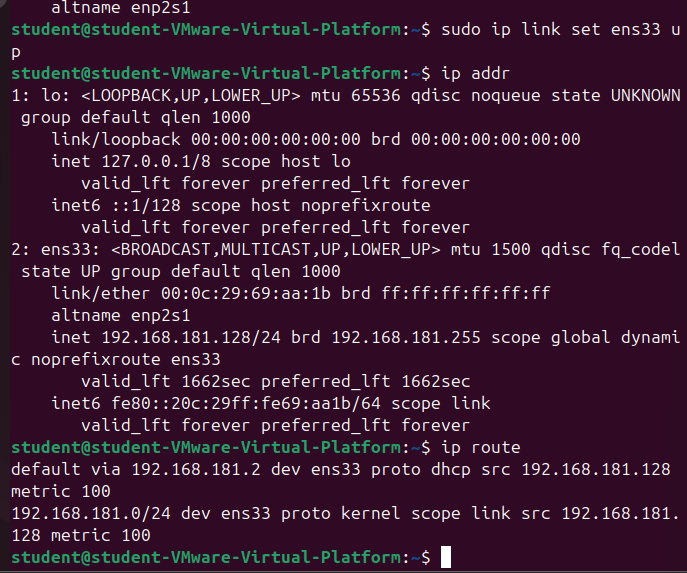 altname enp2s1
student@student-VMware-Virtual-Platform:~$ sudo ip link set ens33 u
p
student@student-VMware-Virtual-Platform:~$ ip addr
1: lo: <LOOPBACK,UP,LOWER_UP> mtu 65536 qdisc noqueue state UNKNOWN
 group default qlen 1000
    link/loopback 00:00:00:00:00:00 brd 00:00:00:00:00:00
    inet 127.0.0.1/8 scope host lo
       valid_lft forever preferred_lft forever
    inet6 ::1/128 scope host noprefixroute
       valid_lft forever preferred_lft forever
2: ens33: <BROADCAST,MULTICAST,UP,LOWER_UP> mtu 1500 qdisc fq_codel
 state UP group default qlen 1000
    link/ether 00:0c:29:69:aa:1b brd ff:ff:ff:ff:ff:ff
    altname enp2s1
    inet 192.168.181.128/24 brd 192.168.181.255 scope global dynami
c noprefixroute ens33
       valid_lft 1662sec preferred_lft 1662sec
    inet6 fe80::20c:29ff:fe69:aa1b/64 scope link
       valid_lft forever preferred_lft forever
student@student-VMware-Virtual-Platform:~$ ip route
default via 192.168.181.2 dev ens33 proto dhcp src 192.168.181.128
metric 100
192.168.181.0/24 dev ens33 proto kernel scope link src 192.168.181.
128 metric 100
student@student-VMware-Virtual-Platform:~$